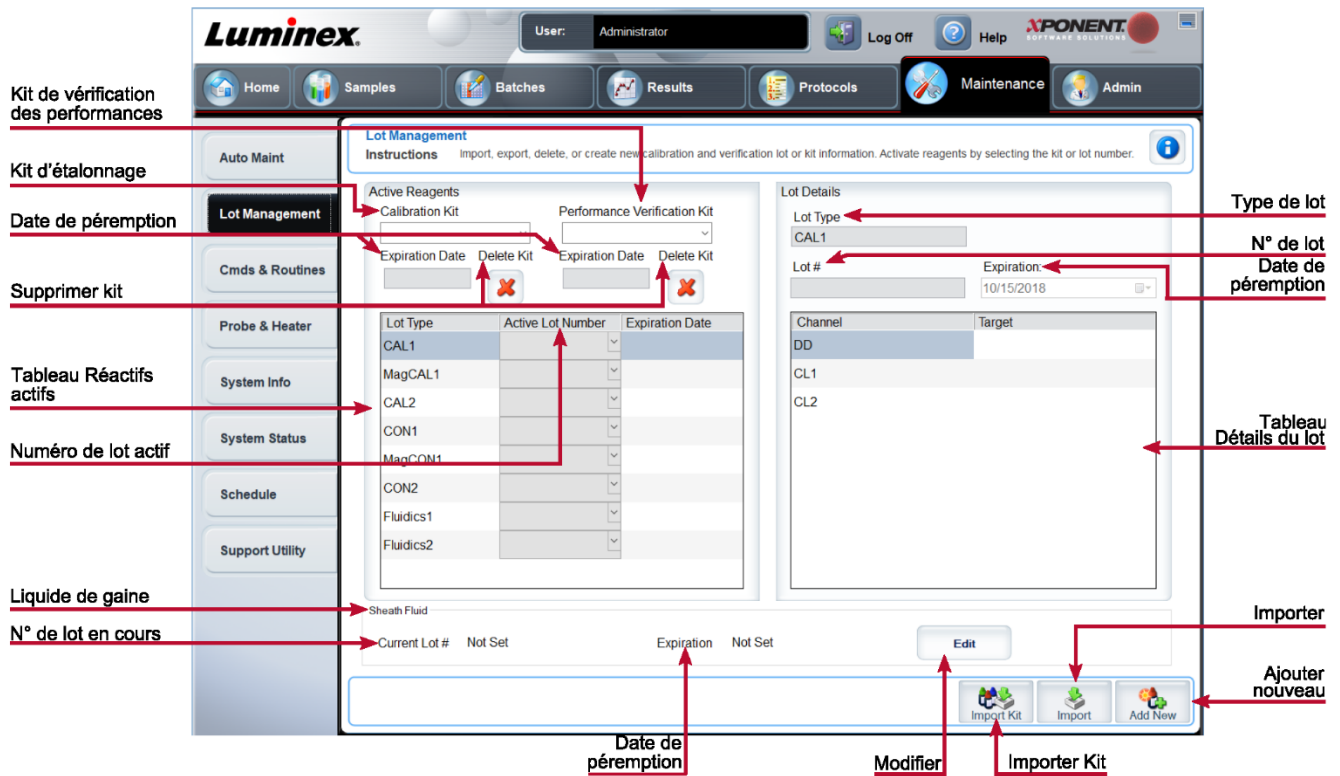 Luminex.
User: Administrator
Log Off
Help
XPONENT.
SOFTWARE SOLUTIONS
Home
Samples
Batches
Results
Protocols
Maintenance
Admin
Kit de vérification
des performances
Kit d'étalonnage
Date de péremption
Supprimer kit
Tableau Réactifs
actifs
Numéro de lot actif
Liquide de gaine
N° de lot en cours
Auto Maint
Lot Management
Cmds & Routines
Probe & Heater
System Info
System Status
Schedule
Support Utility
Lot Management
Instructions Import, export, delete, or create new calibration and verification lot or kit information. Activate reagents by selecting the kit or lot number.
Active Reagents
Calibration Kit
Performance Verification Kit
Expiration Date Delete Kit Expiration Date Delete Kit
Lot Type Active Lot Number Expiration Date
CAL1
MagCAL1
CAL2
CON1
MagCON1
CON2
Fluidics1
Fluidics2
Lot Details
Lot Type
CAL1
Lot # Expiration:
10/15/2018
Channel Target
DD
CL1
CL2
Sheath Fluid
Current Lot # Not Set Expiration Not Set
Edit
Import Kit
Import
Add New
Type de lot
N° de lot
Date de
péremption
Tableau
Détails du lot
Importer
Ajouter
nouveau
Date de
péremption
Modifier
Importer Kit